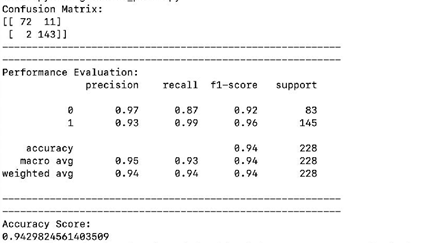 Confusion Matrix:
[[ 72  11]
 [  2 143]]
Performance Evaluation:
precision recall f1-score support
0 0.97 0.87 0.92 83
1 0.93 0.99 0.96 145
accuracy 0.94 228
macro avg 0.95 0.93 0.94 228
weighted avg 0.94 0.94 0.94 228
Accuracy Score:
0.9429824561403509